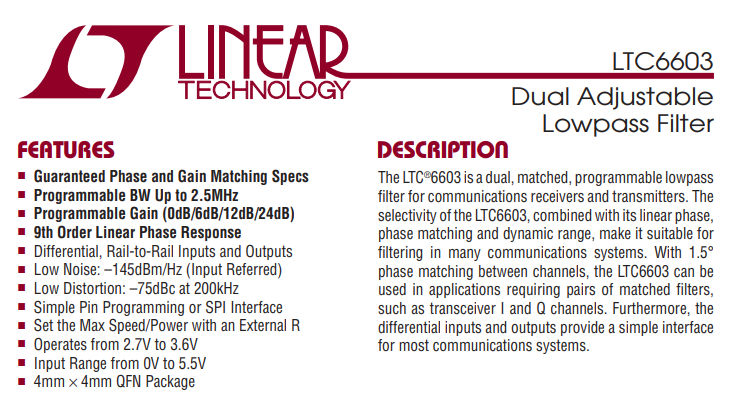 LINEAR
TECHNOLOGY
LTC6603
Dual Adjustable
Lowpass Filter
FEATURES
■ Guaranteed Phase and Gain Matching Specs
■ Programmable BW Up to 2.5MHz
■ Programmable Gain (0dB/6dB/12dB/24dB)
■ 9th Order Linear Phase Response
■ Differential, Rail-to-Rail Inputs and Outputs
■ Low Noise: –145dBm/Hz (Input Referred)
■ Low Distortion: –75dBc at 200kHz
■ Simple Pin Programming or SPI Interface
■ Set the Max Speed/Power with an External R
■ Operates from 2.7V to 3.6V
■ Input Range from 0V to 5.5V
■ 4mm × 4mm QFN Package
DESCRIPTION
The LTC®6603 is a dual, matched, programmable lowpass
filter for communications receivers and transmitters. The
selectivity of the LTC6603, combined with its linear phase,
phase matching and dynamic range, make it suitable for
filtering in many communications systems. With 1.5°
phase matching between channels, the LTC6603 can be
used in applications requiring pairs of matched filters,
such as transceiver I and Q channels. Furthermore, the
differential inputs and outputs provide a simple interface
for most communications systems.